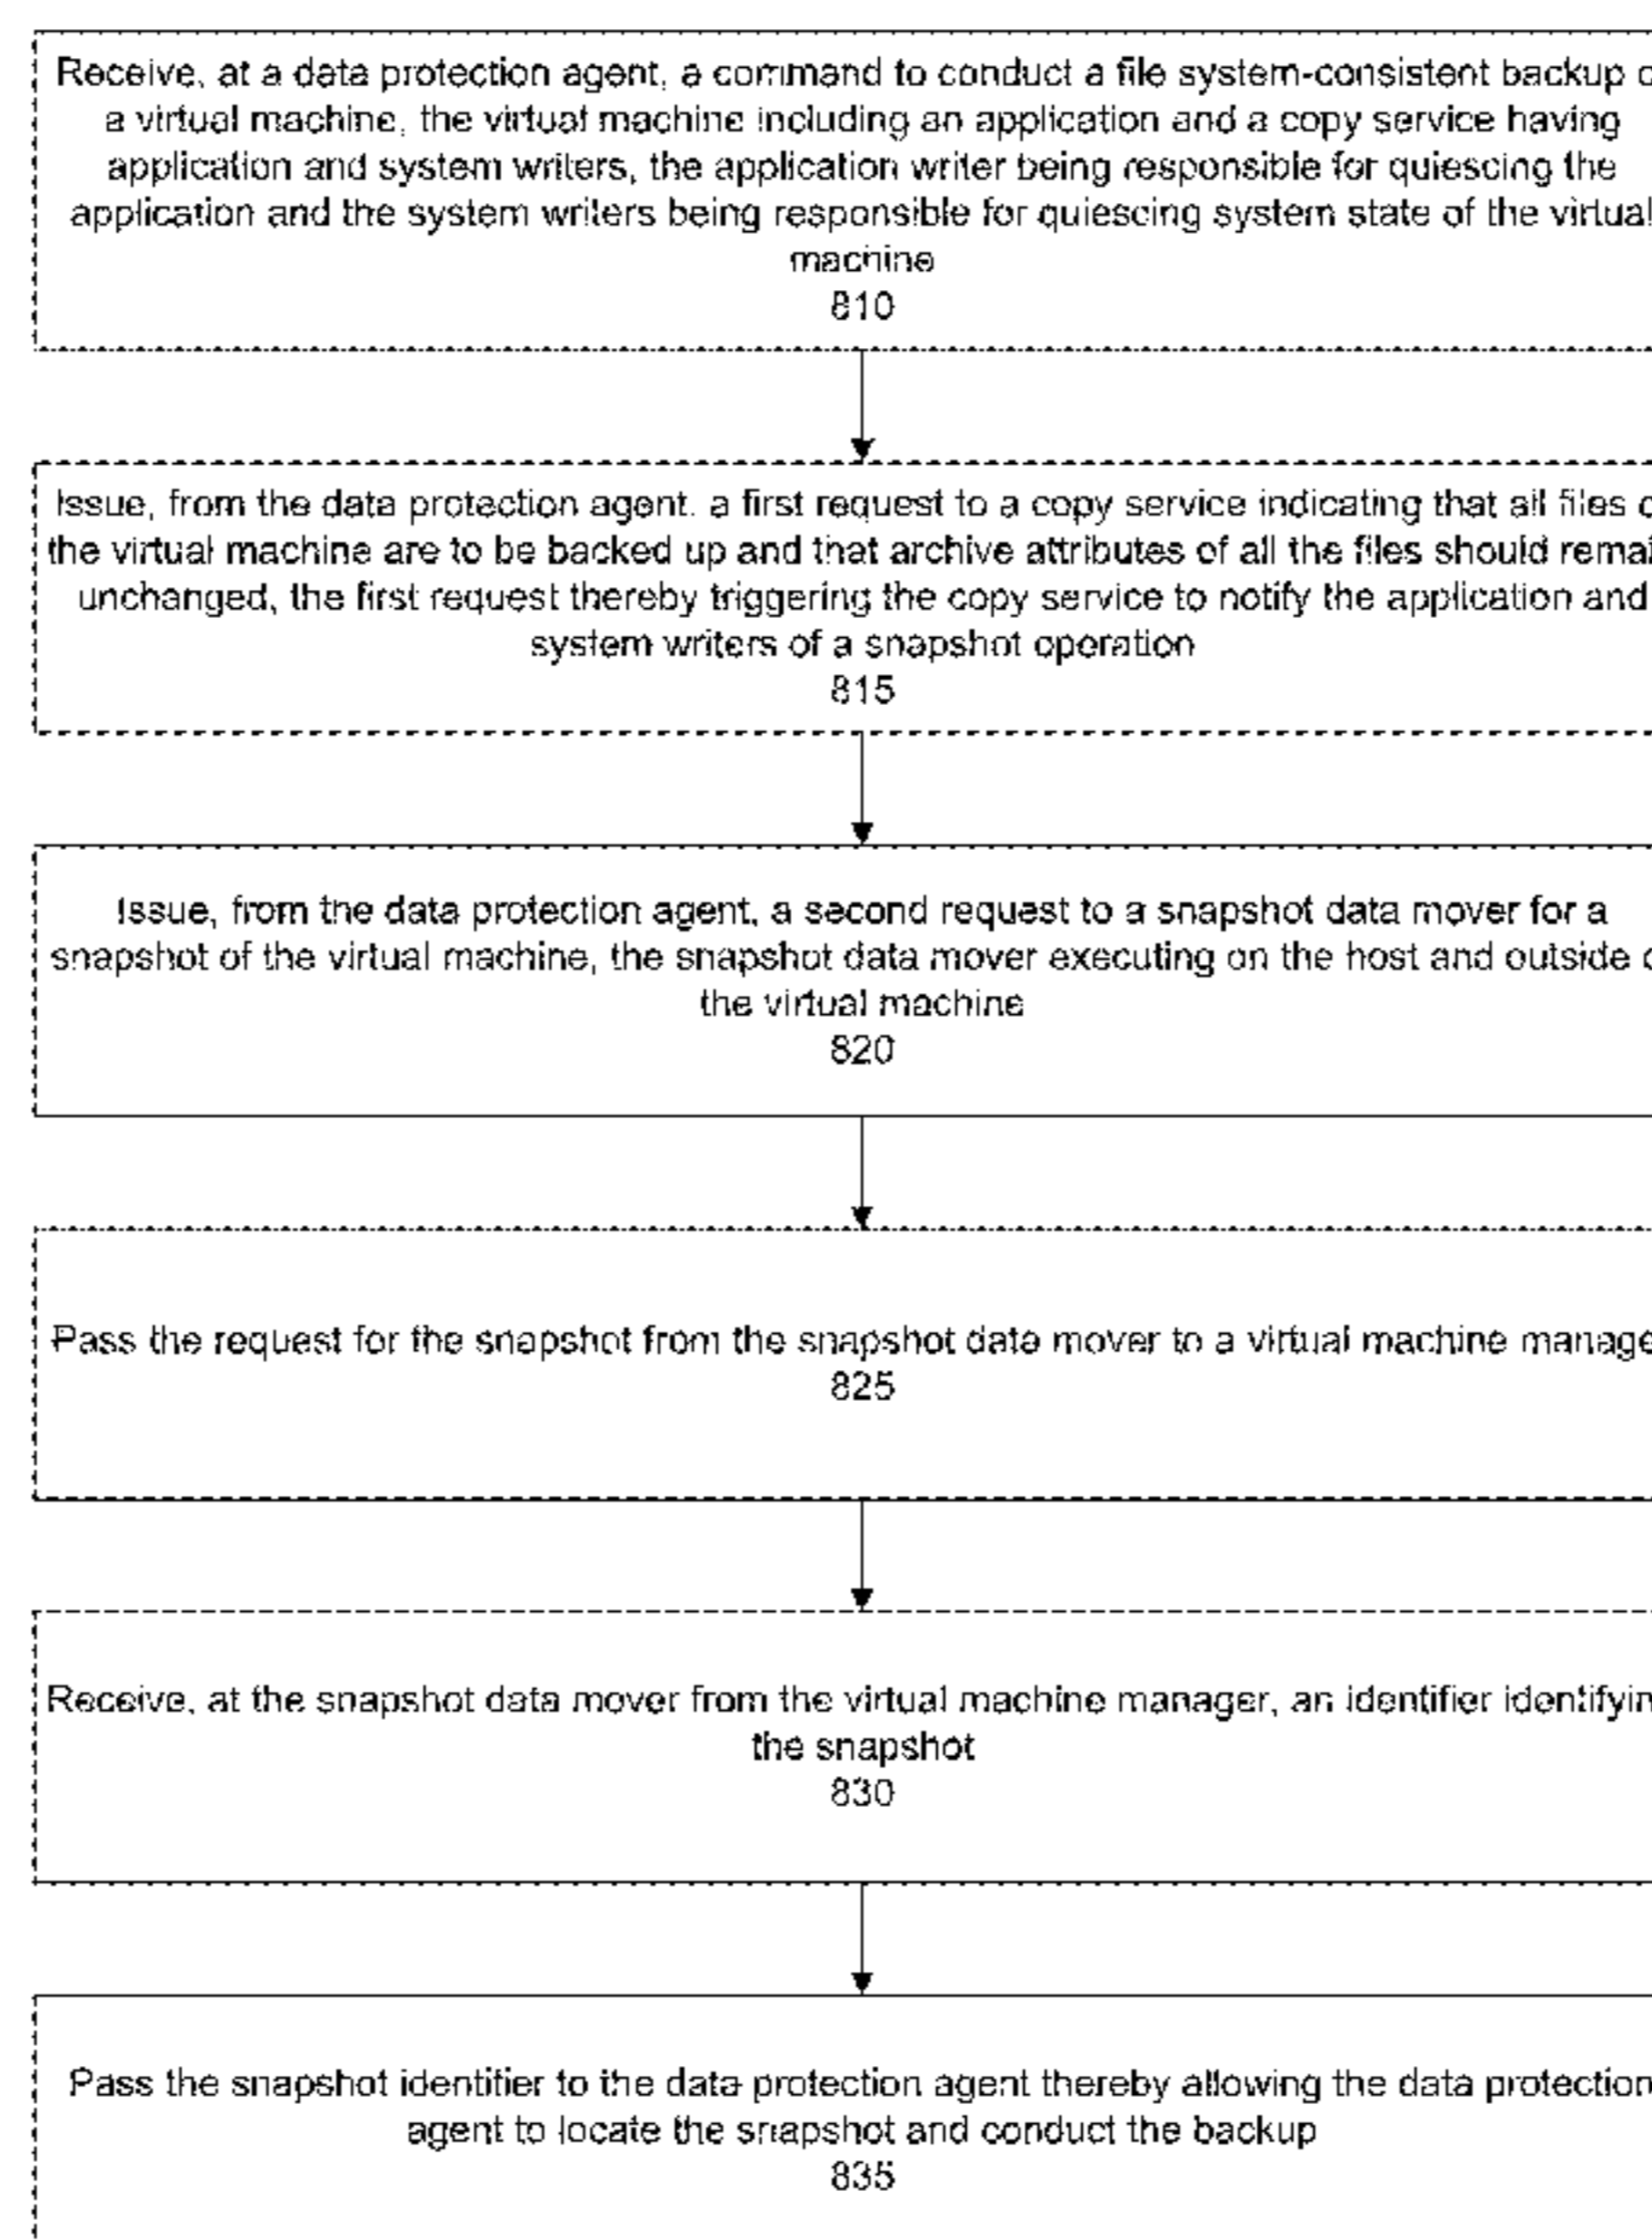 Receive, at a data protection agent, a command to conduct a file system-consistent backup
a virtual machine, the virtual machine including an application and a copy service having
application and system writers, the application writer being responsible for quiescing the
application and the system writers being responsible for quiescing system state of the virtual
machine
810
Issue, from the data protection agent, a first request to a copy service indicating that all files
the virtual machine are to be backed up and that archive attributes of all the files should
unchanged, the first request thereby triggering the copy service to notify the application and
system writers of a snapshot operation
815
Issue, from the data protection agent, a second request to a snapshot data mover for a
snapshot of the virtual machine, the snapshot data mover executing on the host and outside
the virtual machine
820
Pass the request for the snapshot from the snapshot data mover to a virtual machine
825
Receive, at the snapshot data mover from the virtual machine manager, an identifier
the snapshot
830
Pass the snapshot identifier to the data protection agent thereby allowing the data protection
agent to locate the snapshot and conduct the backup
835